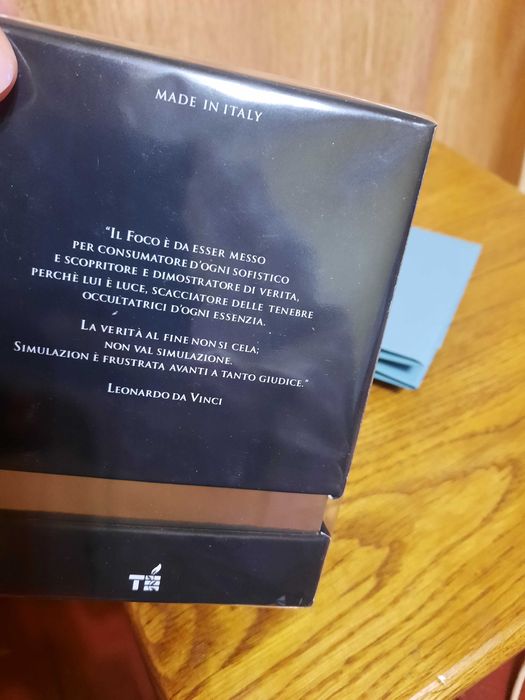 MADE IN ITALY
"IL FOCO È DA ESSER MESSO
PER CONSUMATORE D'OGNI SOFISTICO
E SCOPRITORE E DIMOSTRATORE DI VERITA,
PERCHÈ LUI È LUCE, SCACCIATORE DELLE TENEBRE
OCCULTATRICI D'OGNI ESSENZIA.
LA VERITÀ AL FINE NON SI CELA;
NON VAL SIMULAZIONE.
SIMULAZION È FRUSTRATA AVANTI A TANTO GIUDICE."
LEONARDO DA VINCI